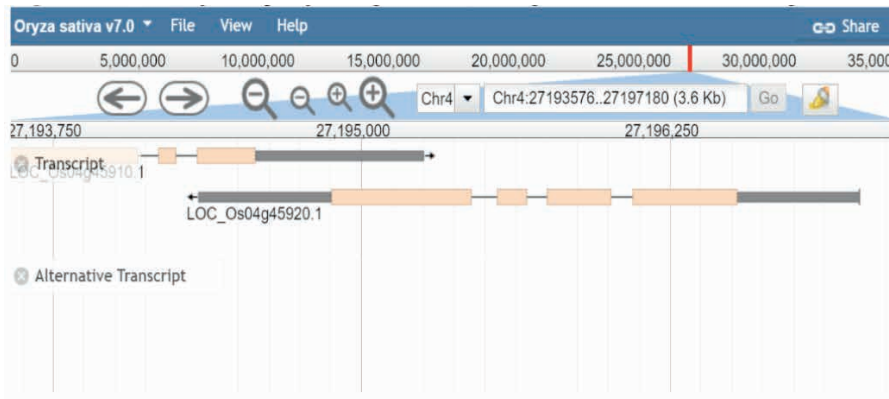 Oryza sativa v7.0 File View Help Share
0 5,000,000 10,000,000 15,000,000 20,000,000 25,000,000 30,000,000 35,000
Chr4 Chr4:27193576..27197180 (3.6 Kb) Go
27,193,750 27,195,000 27,196,250
Transcript
LOC_Os04g45910.1
LOC_Os04g45920.1
Alternative Transcript